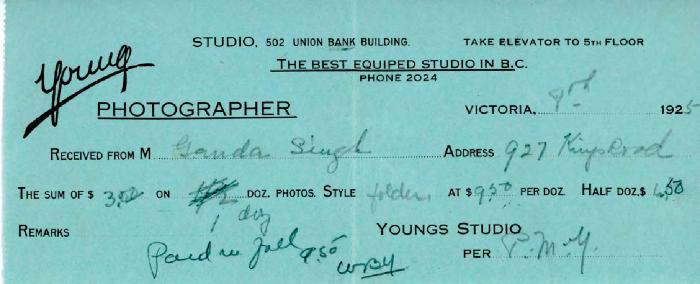 STUDIO, 502 UNION BANK BUILDING. TAKE ELEVATOR TO 5TH FLOOR
Young
THE BEST EQUIPED STUDIO IN B.C.
PHONE 2024
PHOTOGRAPHER
VICTORIA, 1925
RECEIVED FROM M Ganda Singh ADDRESS 927 Kings Road
THE SUM OF $ 3.00 ON DOZ. PHOTOS. STYLE folder, AT $ 9.50 PER DOZ. HALF DOZ. $ 6.50
1 doz
REMARKS YOUNGS STUDIO
Paid in full 9.50 WBY
PER P.M.Y.